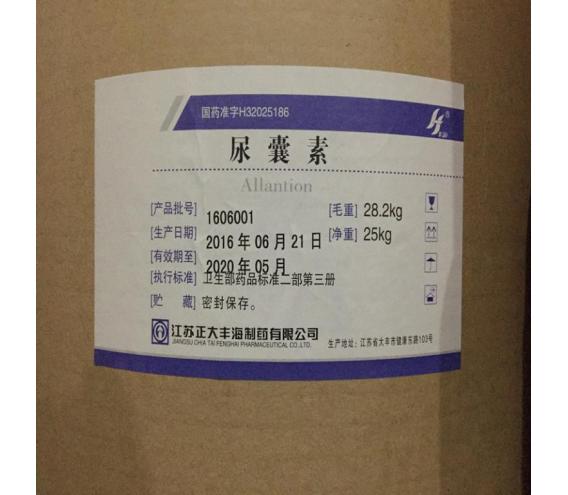 国药准字H32025186
尿囊素
Allantion
[产品批号] 1606001
[毛重] 28.2kg
[生产日期] 2016 年 06 月 21 日
[净重] 25kg
[有效期至] 2020 年 05 月
[执行标准] 卫生部药品标准二部第三册
[贮 藏] 密封保存。
江苏正大丰海制药有限公司
JIANGSU CHIA TAI FENGHAI PHARMACEUTICAL CO.,LTD.
生产地址：江苏省大丰市健康东路103号